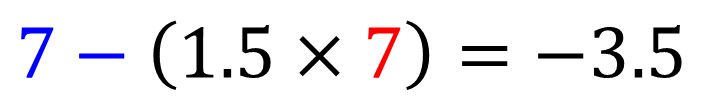 7 − (1.5 × 7) = −3.5